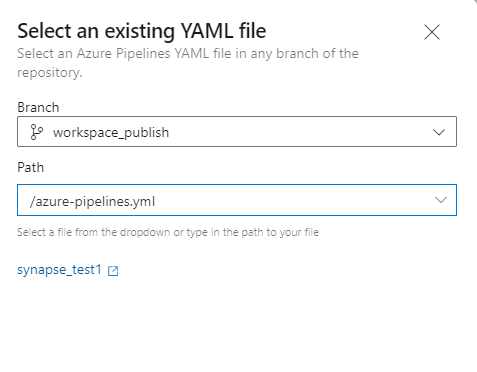 Select an existing YAML file
Select an Azure Pipelines YAML file in any branch of the
repository.
Branch
workspace_publish
Path
/azure-pipelines.yml
Select a file from the dropdown or type in the path to your file
synapse_test1